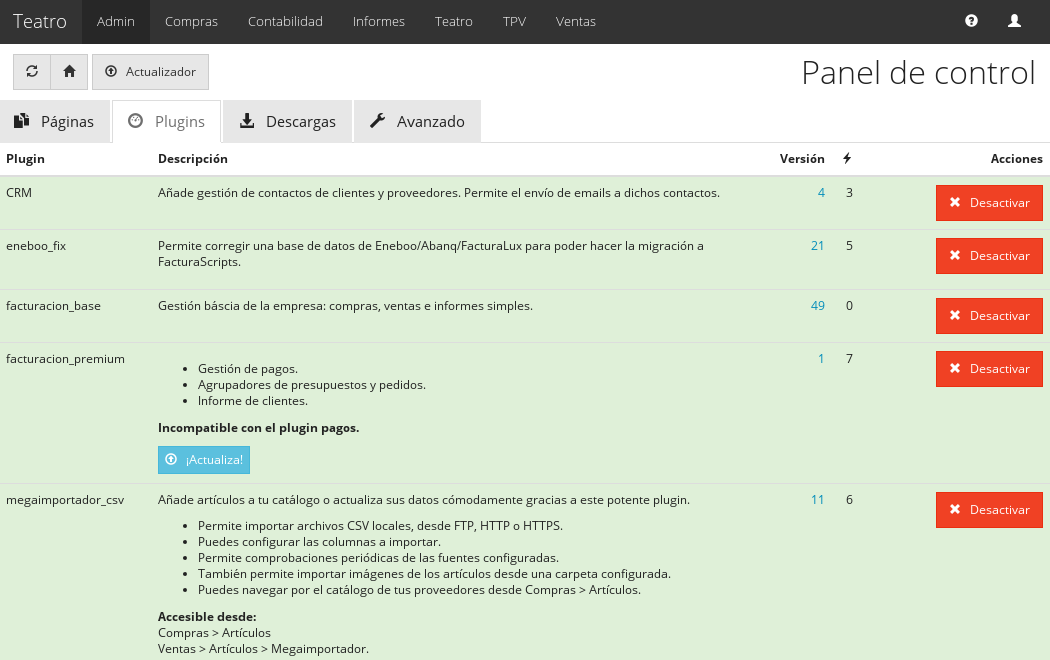 Teatro Admin Compras Contabilidad Informes Teatro TPV Ventas
Actualizador
Panel de control
Páginas Plugins Descargas Avanzado
Plugin Descripción Versión Acciones
CRM Añade gestión de contactos de clientes y proveedores. Permite el envío de emails a dichos contactos. 4 3 Desactivar
eneboo_fix Permite corregir una base de datos de Eneboo/Abanq/FacturaLux para poder hacer la migración a 21 5 Desactivar
FacturaScripts.
facturacion_base Gestión báscia de la empresa: compras, ventas e informes simples. 49 0 Desactivar
facturacion_premium 1 7 Desactivar
• Gestión de pagos.
• Agrupadores de presupuestos y pedidos.
• Informe de clientes.
Incompatible con el plugin pagos.
¡Actualiza!
megaimportador_csv Añade artículos a tu catálogo o actualiza sus datos cómodamente gracias a este potente plugin. 11 6 Desactivar
• Permite importar archivos CSV locales, desde FTP, HTTP o HTTPS.
• Puedes configurar las columnas a importar.
• Permite comprobaciones periódicas de las fuentes configuradas.
• También permite importar imágenes de los artículos desde una carpeta configurada.
• Puedes navegar por el catálogo de tus proveedores desde Compras > Artículos.
Accesible desde:
Compras > Artículos
Ventas > Artículos > Megaimportador.